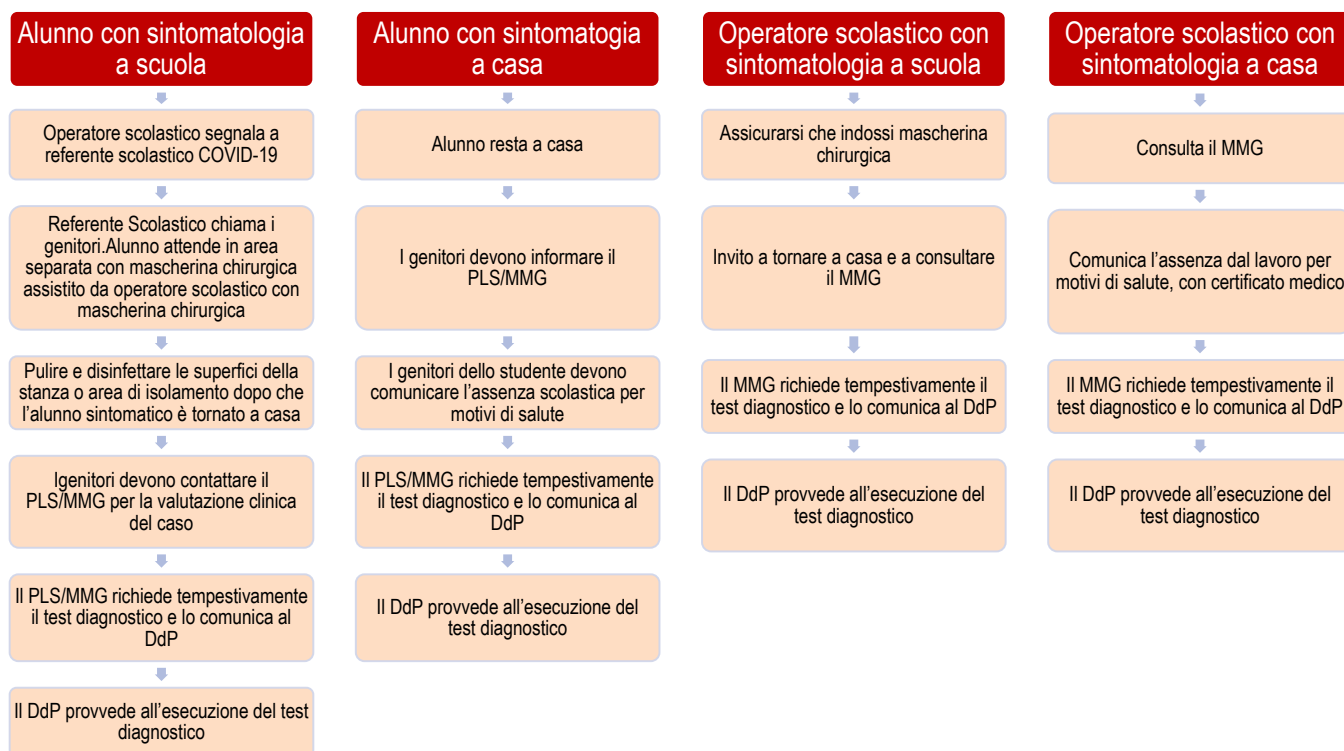 Alunno con sintomatologia
a scuola
Operatore scolastico segnala a
referente scolastico COVID-19
Referente Scolastico chiama i
genitori.Alunno attende in area
separata con mascherina chirurgica
assistito da operatore scolastico con
mascherina chirurgica
Pulire e disinfettare le superfici della
stanza o area di isolamento dopo che
l’alunno sintomatico è tornato a casa
Igenitori devono contattare il
PLS/MMG per la valutazione clinica
del caso
Il PLS/MMG richiede tempestivamente
il test diagnostico e lo comunica al
DdP
Il DdP provvede all’esecuzione del test
diagnostico
Alunno con sintomatogia
a casa
Alunno resta a casa
I genitori devono informare il
PLS/MMG
I genitori dello studente devono
comunicare l’assenza scolastica per
motivi di salute
Il PLS/MMG richiede tempestivamente
il test diagnostico e lo comunica al
DdP
Il DdP provvede all’esecuzione del
test diagnostico
Operatore scolastico con
sintomatologia a scuola
Assicurarsi che indossi mascherina
chirurgica
Invito a tornare a casa e a consultare
il MMG
Il MMG richiede tempestivamente il
test diagnostico e lo comunica al DdP
Il DdP provvede all’esecuzione del
test diagnostico
Operatore scolastico con
sintomatologia a casa
Consulta il MMG
Comunica l’assenza dal lavoro per
motivi di salute, con certificato medico
Il MMG richiede tempestivamente il
test diagnostico e lo comunica al DdP
Il DdP provvede all’esecuzione del
test diagnostico